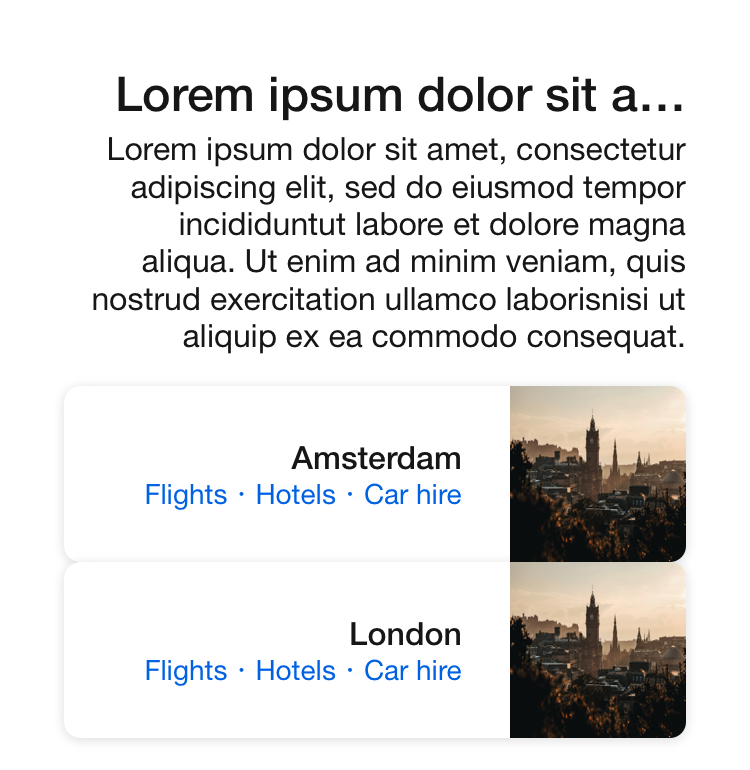 Lorem ipsum dolor sit a...
Lorem ipsum dolor sit amet, consectetur
adipiscing elit, sed do eiusmod tempor
incididuntut labore et dolore magna
aliqua. Ut enim ad minim veniam, quis
nostrud exercitation ullamco laborisnisi ut
aliquip ex ea commodo consequat.
Amsterdam
Flights · Hotels · Car hire
London
Flights · Hotels · Car hire